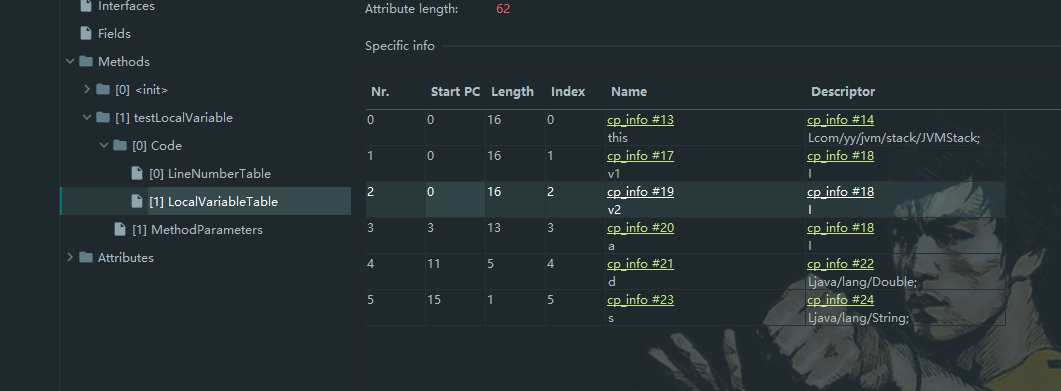 Interfaces
Fields
Methods
[0] <init>
[1] testLocalVariable
[0] Code
[0] LineNumberTable
[1] LocalVariableTable
[1] MethodParameters
Attributes
Attribute length: 62
Specific info
Nr. Start PC Length Index Name Descriptor
0 0 16 0 cp_info #13 cp_info #14
this Lcom/yy/jvm/stack/JVMStack;
1 0 16 1 cp_info #17 cp_info #18
v1 I
2 0 16 2 cp_info #19 cp_info #18
v2 I
3 3 13 3 cp_info #20 cp_info #18
a I
4 11 5 4 cp_info #21 cp_info #22
d Ljava/lang/Double;
5 15 1 5 cp_info #23 cp_info #24
s Ljava/lang/String;